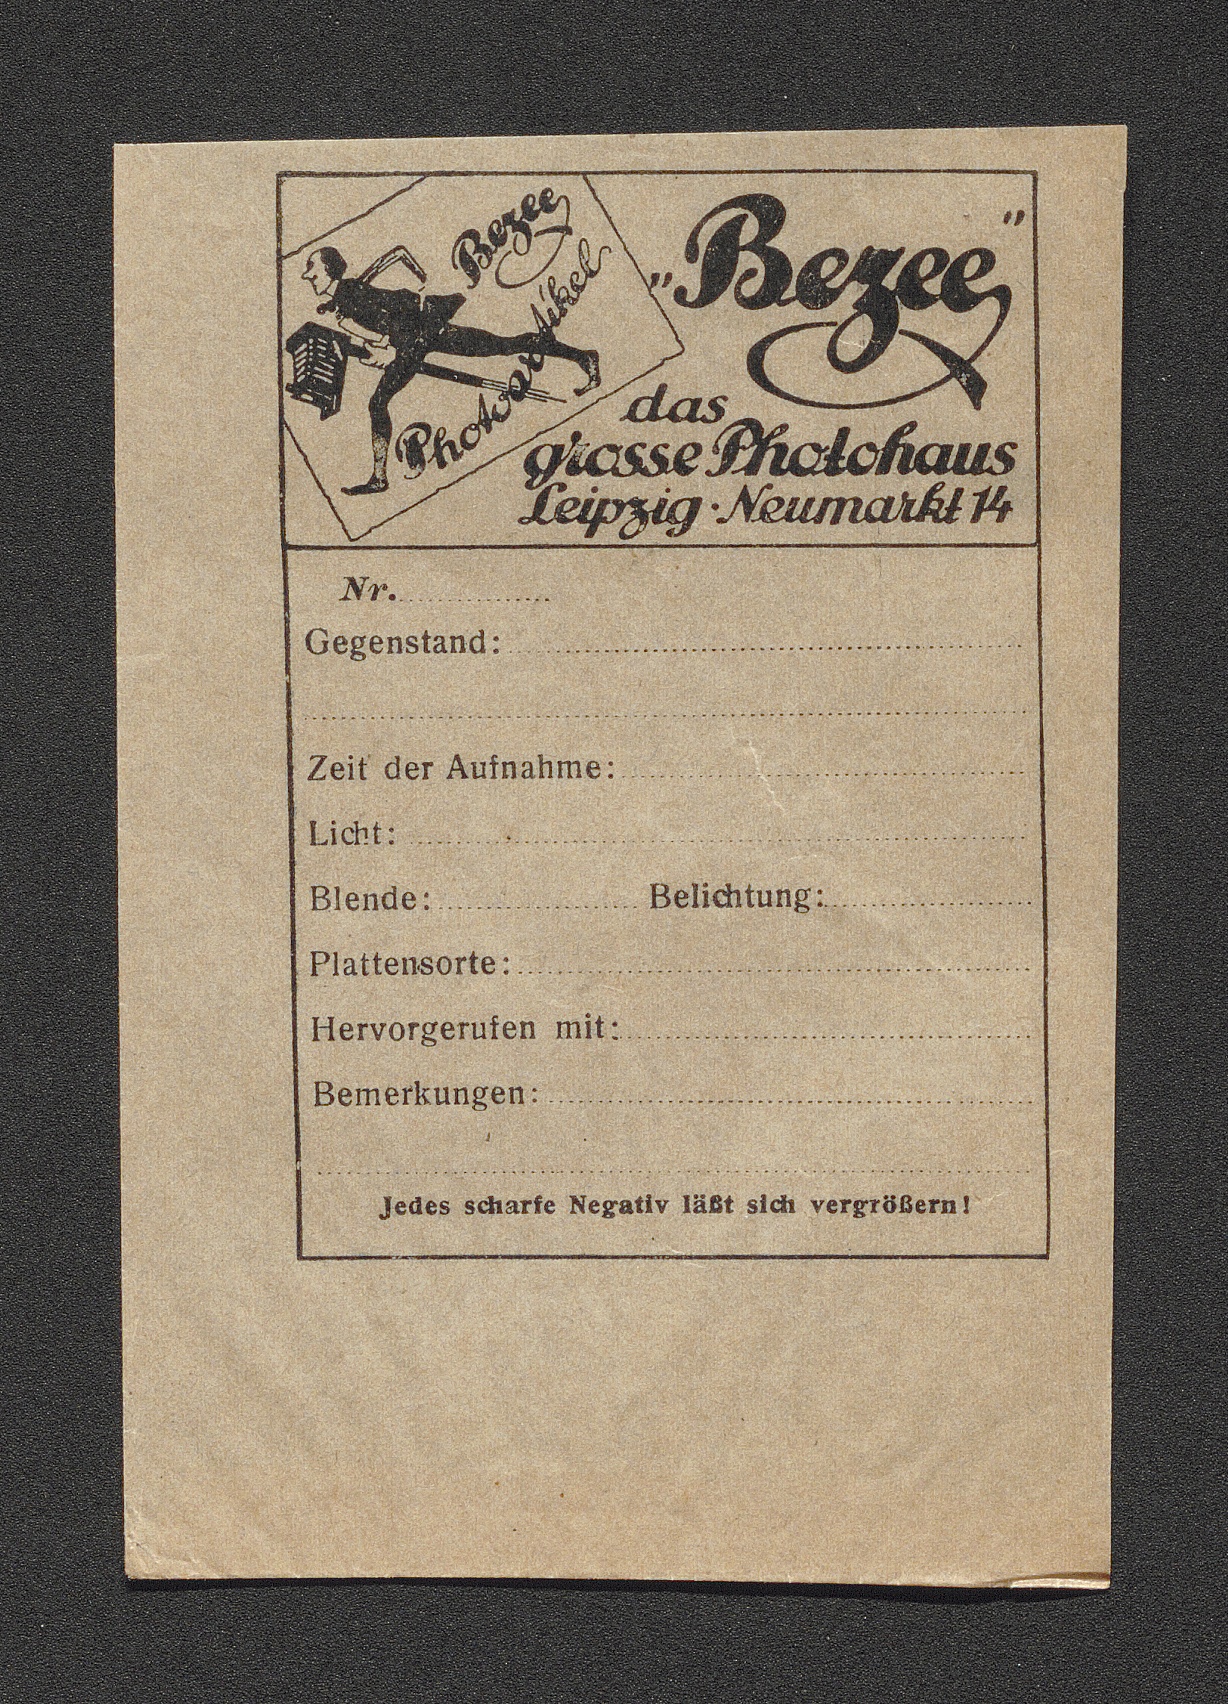 Bezee
Photoartikel
„Bezee"
das
grosse Photohaus
Leipzig · Neumarkt 14
Nr.
Gegenstand:
Zeit der Aufnahme:
Licht:
Blende: Belichtung:
Plattensorte:
Hervorgerufen mit:
Bemerkungen:
Jedes scharfe Negativ läßt sich vergrößern!